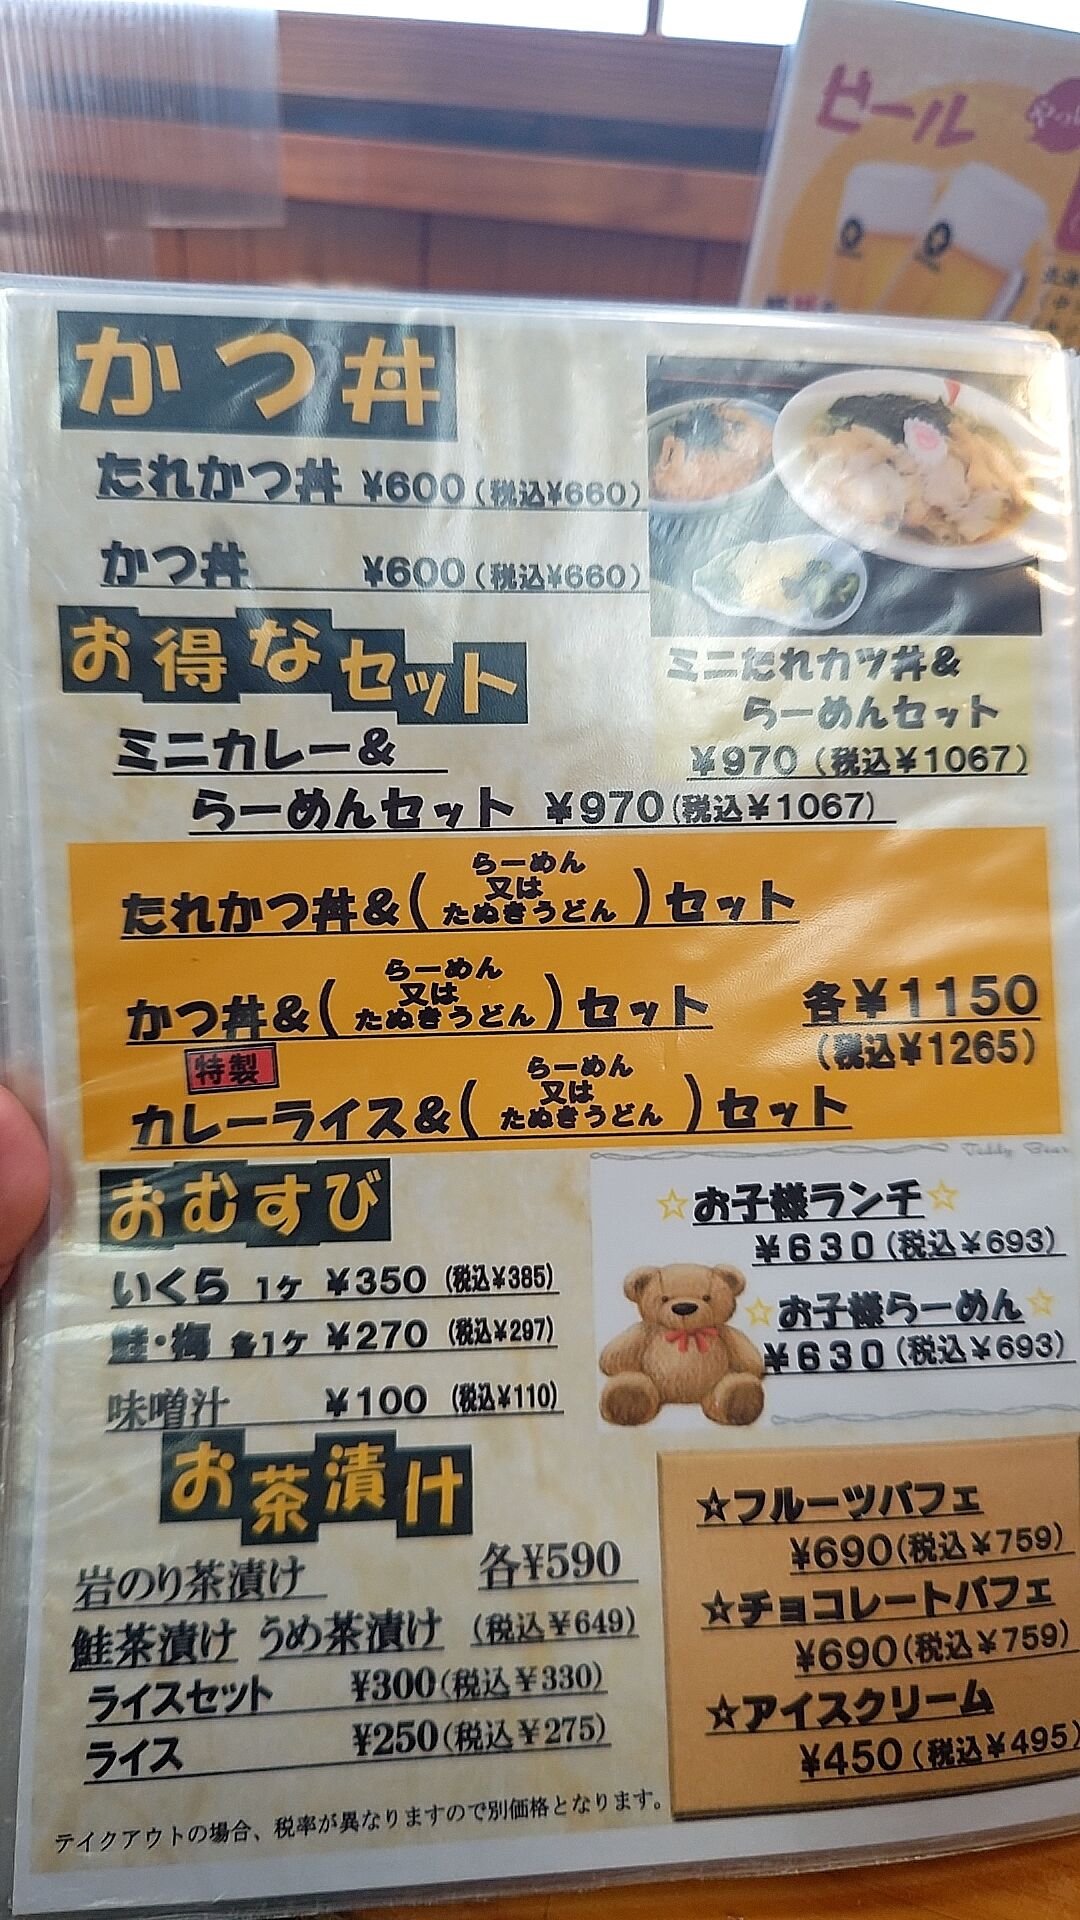 ビール
かつ丼
たれかつ丼 ¥600(税込¥660)
かつ丼 ¥600(税込¥660)
お得なセット
ミニたれカツ丼&
らーめんセット
¥970(税込¥1067)
ミニカレー&
らーめんセット ¥970(税込¥1067)
たれかつ丼&(らーめん又はたぬきうどん)セット
かつ丼&(らーめん又はたぬきうどん)セット
各¥1150
(税込¥1265)
特製
カレーライス&(らーめん又はたぬきうどん)セット
おむすび
いくら 1ケ ¥350(税込¥385)
鮭・梅 各1ケ ¥270(税込¥297)
味噌汁 ¥100(税込¥110)
Teddy Bear
☆お子様ランチ☆
¥630(税込¥693)
☆お子様らーめん☆
¥630(税込¥693)
お茶漬け
岩のり茶漬け 各¥590
鮭茶漬け うめ茶漬け (税込¥649)
ライスセット ¥300(税込¥330)
ライス ¥250(税込¥275)
☆フルーツパフェ
¥690(税込¥759)
☆チョコレートパフェ
¥690(税込¥759)
☆アイスクリーム
¥450(税込¥495)
テイクアウトの場合、税率が異なりますので別価格となります。